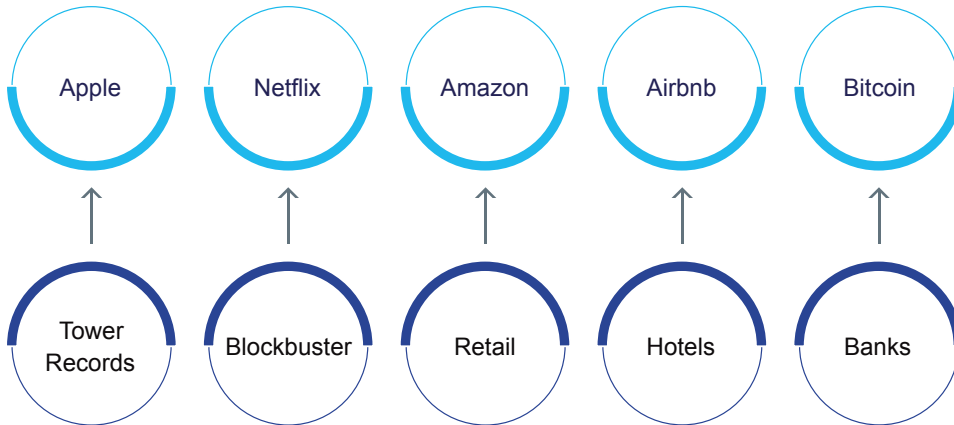 Apple
Netflix
Amazon
Airbnb
Bitcoin
Tower
Records
Blockbuster
Retail
Hotels
Banks